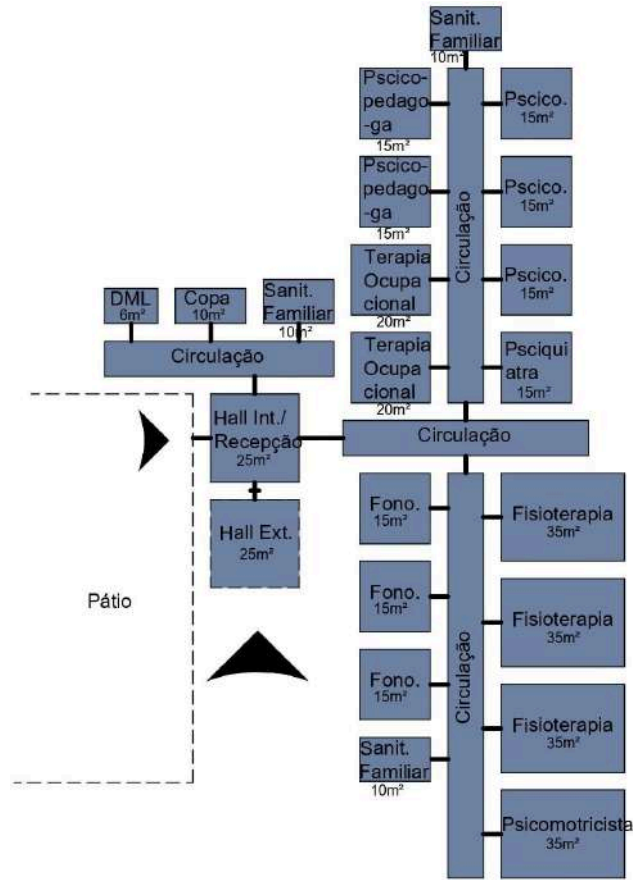 Sanit.
Familiar
10m²
Pscico-
pedago
-ga
15m²
Pscico.
15m²
Pscico-
pedago
-ga
15m²
Pscico.
15m²
Circulação
Terapia
Ocupa
cional
20m²
Pscico.
15m²
Terapia
Ocupa
cional
20m²
Psciqui
atra
15m²
DML
6m²
Copa
10m²
Sanit.
Familiar
10m²
Circulação
Hall Int./
Recepção
25m²
Circulação
Hall Ext.
25m²
Pátio
Fono.
15m²
Fisioterapia
35m²
Fono.
15m²
Fisioterapia
35m²
Circulação
Fono.
15m²
Fisioterapia
35m²
Sanit.
Familiar
10m²
Psicomotricista
35m²